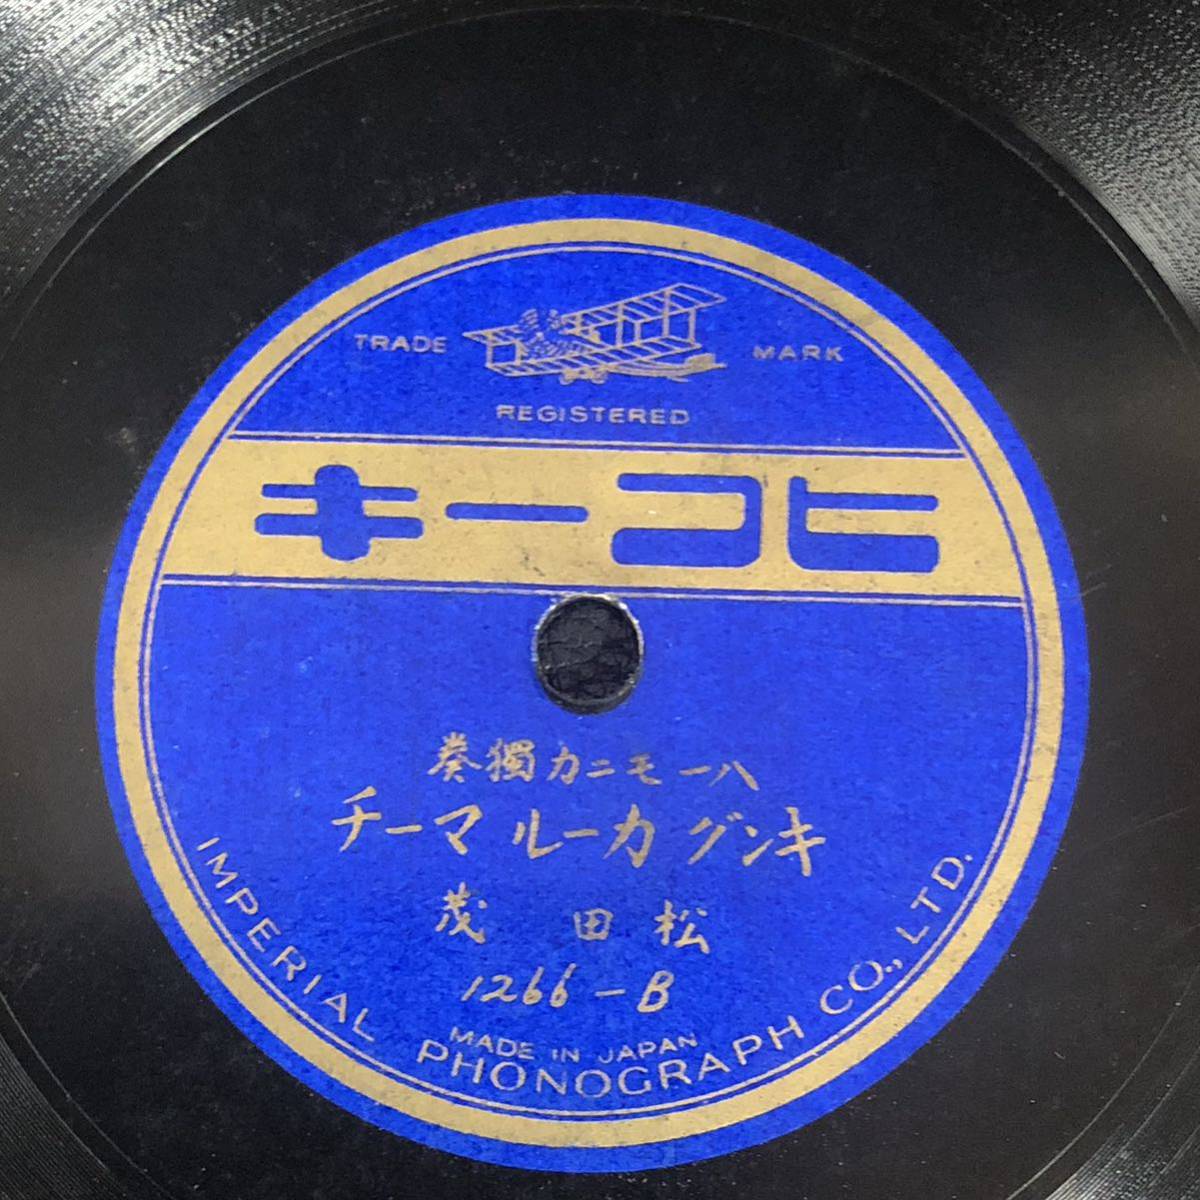 TRADE MARK
REGISTERED
ヒコーキ
ハーモニカ獨奏
キング カール マーチ
松田茂
1266-B
MADE IN JAPAN
IMPERIAL PHONOGRAPH CO., LTD.